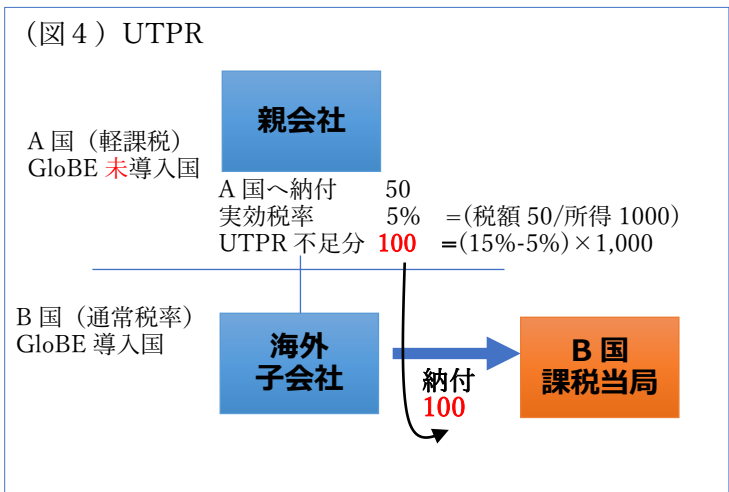 （図４）UTPR
親会社
A 国（軽課税）
GloBE 未導入国
A 国へ納付 50
実効税率 5% =(税額 50/所得 1000)
UTPR 不足分 100 =(15%-5%)×1,000
B 国（通常税率）
GloBE 導入国
海外
子会社
納付
100
B 国
課税当局